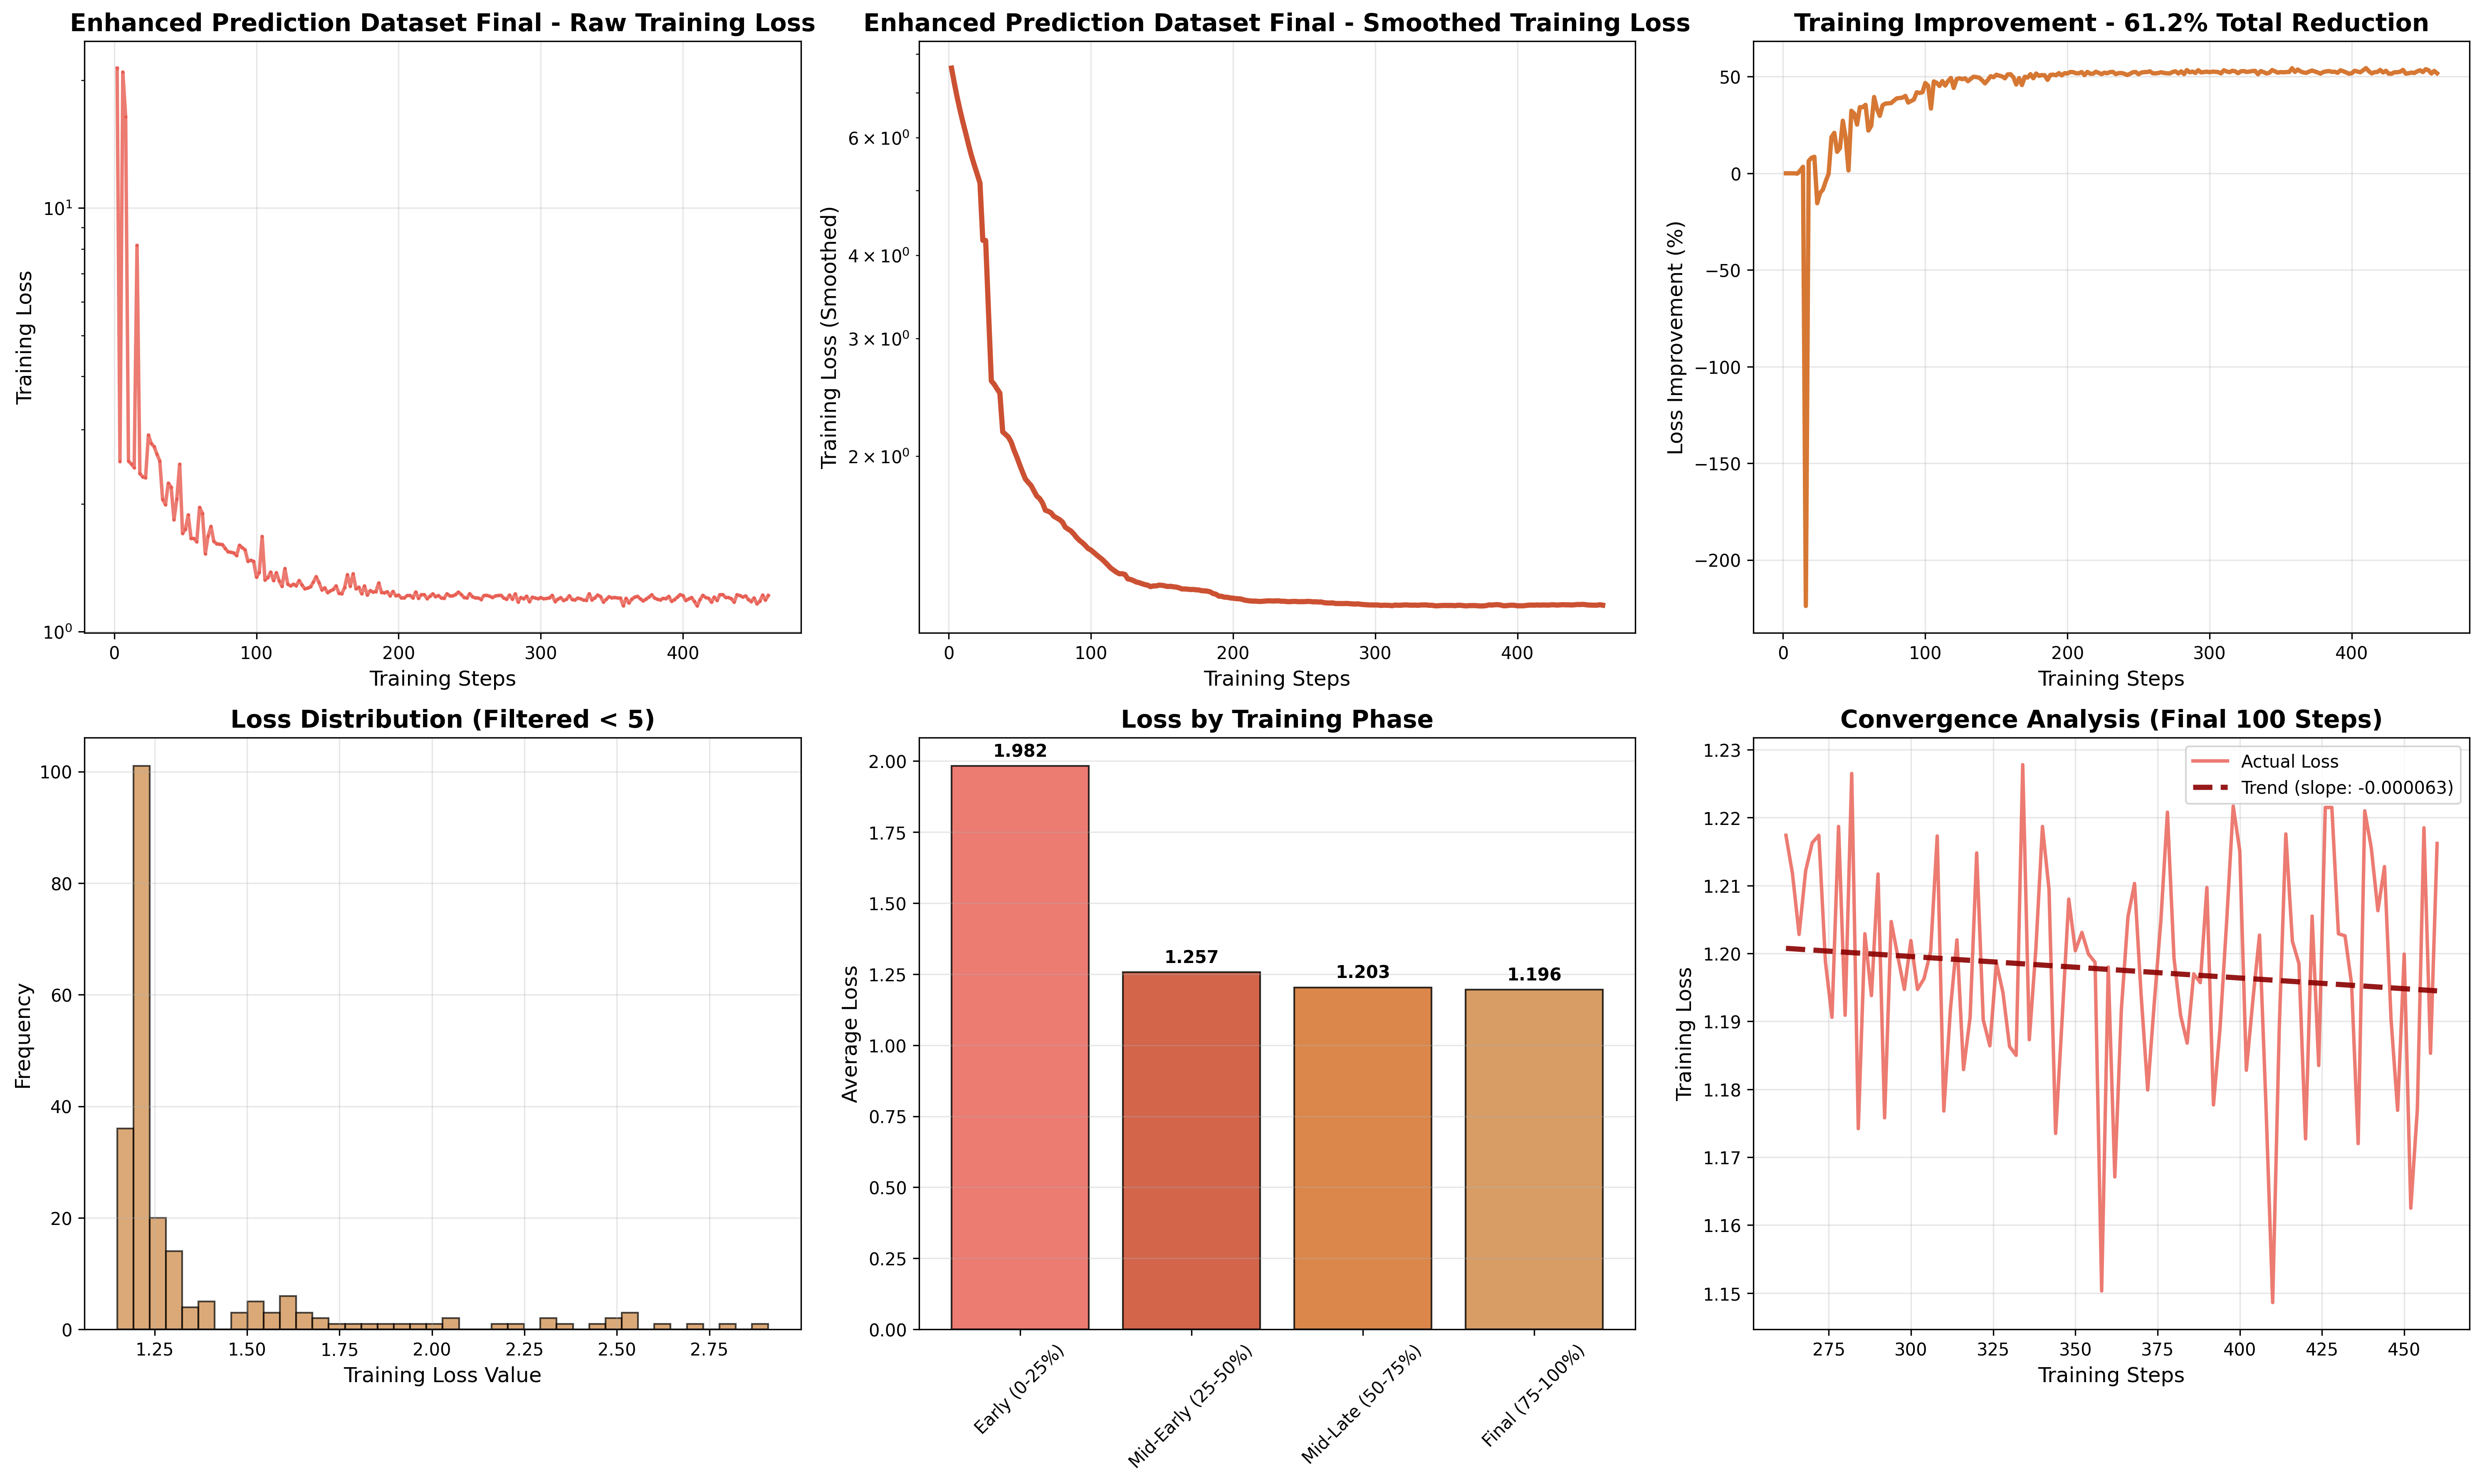 Enhanced Prediction Dataset Final - Raw Training Loss
Training Loss
10¹
10⁰
0 100 200 300 400
Training Steps
Enhanced Prediction Dataset Final - Smoothed Training Loss
Training Loss (Smoothed)
6 × 10⁰
4 × 10⁰
3 × 10⁰
2 × 10⁰
0 100 200 300 400
Training Steps
Training Improvement - 61.2% Total Reduction
Loss Improvement (%)
50
0
−50
−100
−150
−200
0 100 200 300 400
Training Steps
Loss Distribution (Filtered < 5)
Frequency
100
80
60
40
20
0
1.25 1.50 1.75 2.00 2.25 2.50 2.75
Training Loss Value
Loss by Training Phase
Average Loss
2.00
1.75
1.50
1.25
1.00
0.75
0.50
0.25
0.00
1.982
1.257
1.203
1.196
Early (0-25%)
Mid-Early (25-50%)
Mid-Late (50-75%)
Final (75-100%)
Convergence Analysis (Final 100 Steps)
Actual Loss
Trend (slope: -0.000063)
Training Loss
1.23
1.22
1.21
1.20
1.19
1.18
1.17
1.16
1.15
275 300 325 350 375 400 425 450
Training Steps